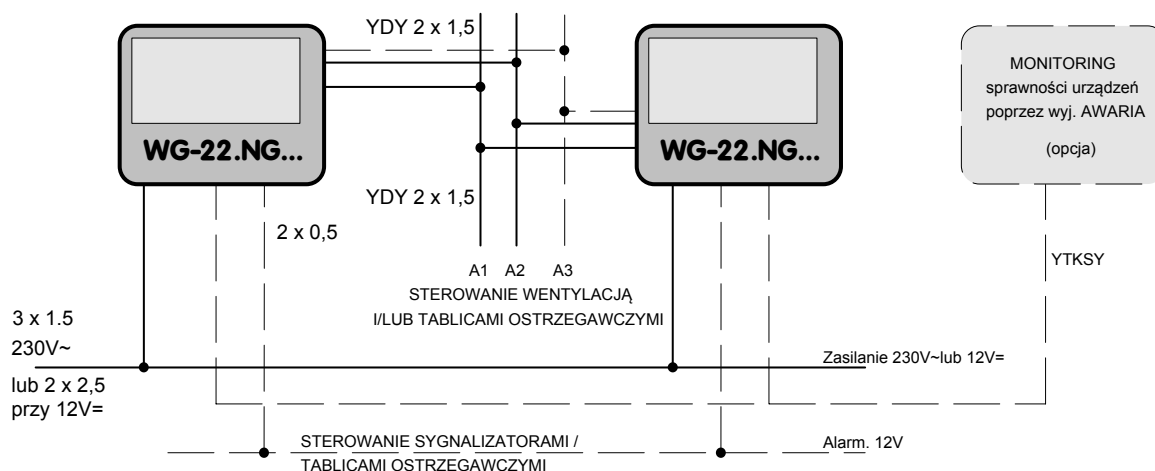 YDY 2 x 1,5
WG-22.NG...
WG-22.NG...
MONITORING
sprawności urządzeń
poprzez wyj. AWARIA
(opcja)
YDY 2 x 1,5
2 x 0,5
A1 A2 A3
STEROWANIE WENTYLACJĄ
I/LUB TABLICAMI OSTRZEGAWCZYMI
YTKSY
3 x 1.5
230V~
lub 2 x 2,5
przy 12V=
Zasilanie 230V~lub 12V=
STEROWANIE SYGNALIZATORAMI /
TABLICAMI OSTRZEGAWCZYMI
Alarm. 12V